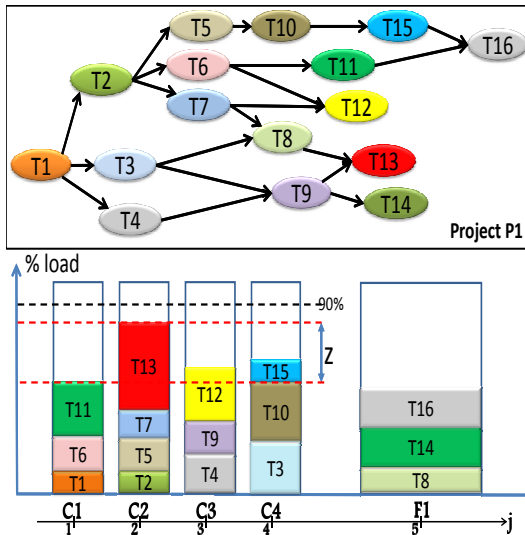 T5 T10 T15
T16
T2 T6 T11
T7 T12
T8
T1 T3 T13
T9
T4 T14
Project P1
% load
90%
Z
T13
T15
T11 T12 T10 T16
T7
T6 T5 T9 T14
T4 T3
T1 T2 T8
C1 C2 C3 C4 F1
1 2 3 4 5 j